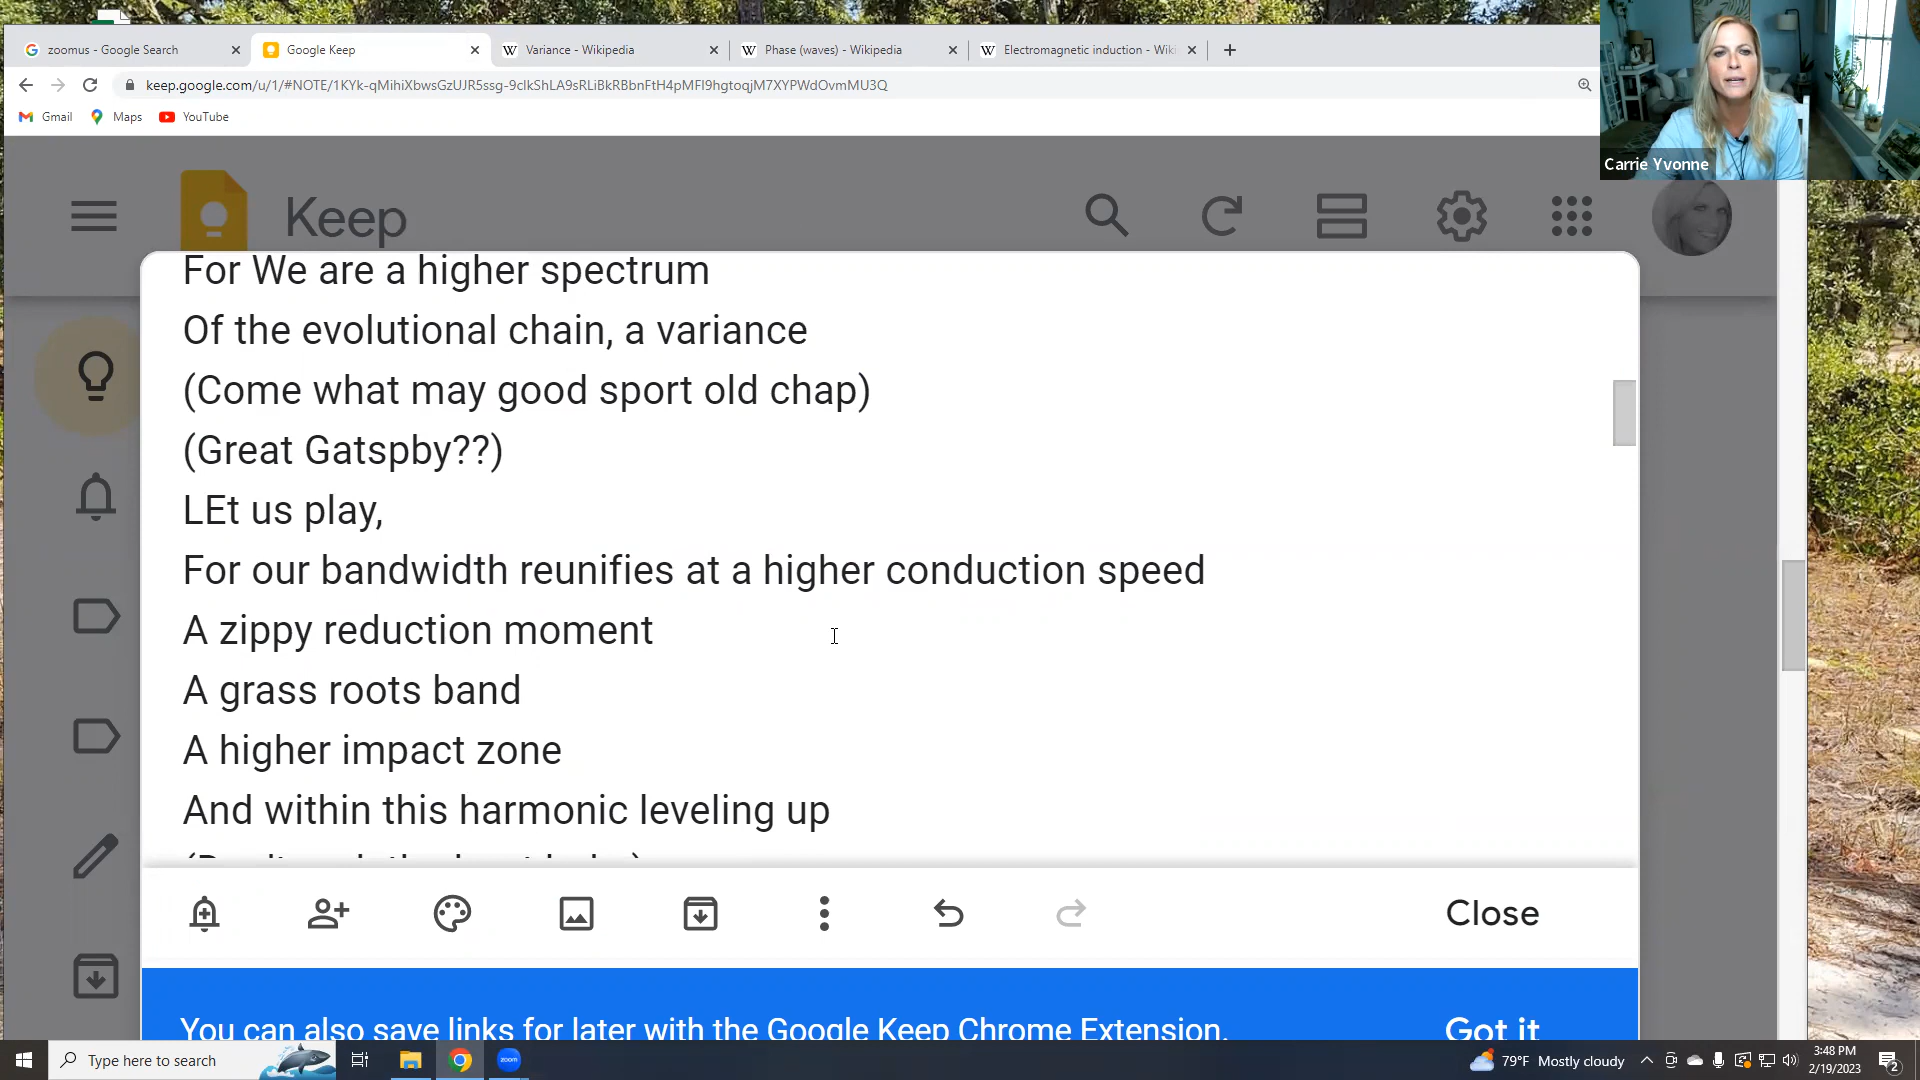 zoomus - Google Search
Google Keep
Variance - Wikipedia
Phase (waves) - Wikipedia
Electromagnetic induction - Wiki
keep.google.com/u/1/#NOTE/1KYk-qMihiXbwsGzUJR5ssg-9clkShLA9sRLiBkRBbnFtH4pMFl9hgtoqjM7XYPWdOvmMU3Q
Gmail
Maps
YouTube
Carrie Yvonne
Keep
For We are a higher spectrum
Of the evolutional chain, a variance
(Come what may good sport old chap)
(Great Gatspby??)
LEt us play,
For our bandwidth reunifies at a higher conduction speed
A zippy reduction moment
A grass roots band
A higher impact zone
And within this harmonic leveling up
Close
You can also save links for later with the Google Keep Chrome Extension.
Got it
Type here to search
zoom
79°F Mostly cloudy
3:48 PM
2/19/2023
2